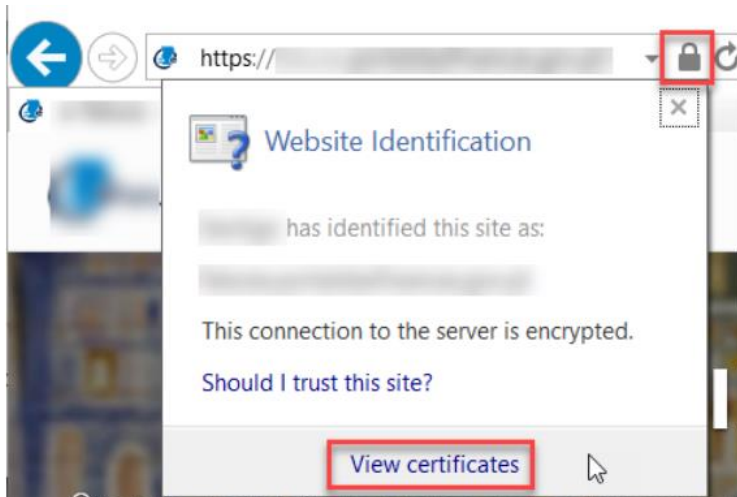 https://
Website Identification
has identified this site as:
This connection to the server is encrypted.
Should I trust this site?
View certificates